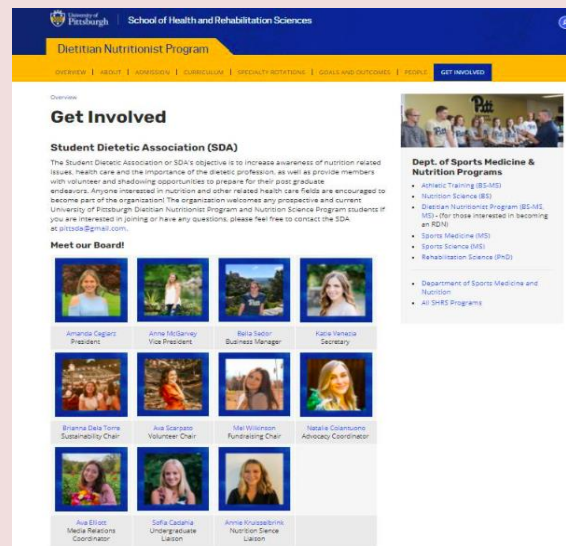 University of
Pittsburgh
School of Health and Rehabilitation Sciences
Dietitian Nutritionist Program
OVERVIEW | ABOUT | ADMISSION | CURRICULUM | SPECIALTY ROTATIONS | GOALS AND OUTCOMES | PEOPLE GET INVOLVED
Overview
Get Involved
Student Dietetic Association (SDA)
The Student Dietetic Association or SDA's objective is to increase awareness of nutrition related
issues, health care and the importance of the dietetic profession, as well as provide members
with volunteer and shadowing opportunities to prepare for their post graduate
endeavors. Anyone interested in nutrition and other related health care fields are encouraged to
become part of the organization! The organization welcomes any prospective and current
University of Pittsburgh Dietitian Nutritionist Program and Nutrition Science Program students if
you are interested in joining or have any questions, please feel free to contact the SDA
at pittsda@gmail.com.
Meet our Board!
Amanda Cegiarz
President
Anne McGarvey
Vice President
Bella Sedor
Business Manager
Katie Venezia
Secretary
Brianna Dela Torre
Sustainability Chair
Ava Scarpato
Volunteer Chair
Mei Wilkinson
Fundraising Chair
Natalia Colantuono
Advocacy Coordinator
Ava Elliott
Media Relations
Coordinator
Sofia Cadahia
Undergraduate
Liaison
Annie Kruisselbrink
Nutrition Sience
Liaison
Pitt
Dept. of Sports Medicine &
Nutrition Programs
• Athletic Training (BS-MS)
• Nutrition Science (BS)
• Dietitian Nutritionist Program (BS-MS,
MS) - (for those interested in becoming
an RDN)
• Sports Medicine (MS)
• Sports Science (MS)
• Rehabilitation Science (PhD)
• Department of Sports Medicine and
Nutrition
• All SHRS Programs